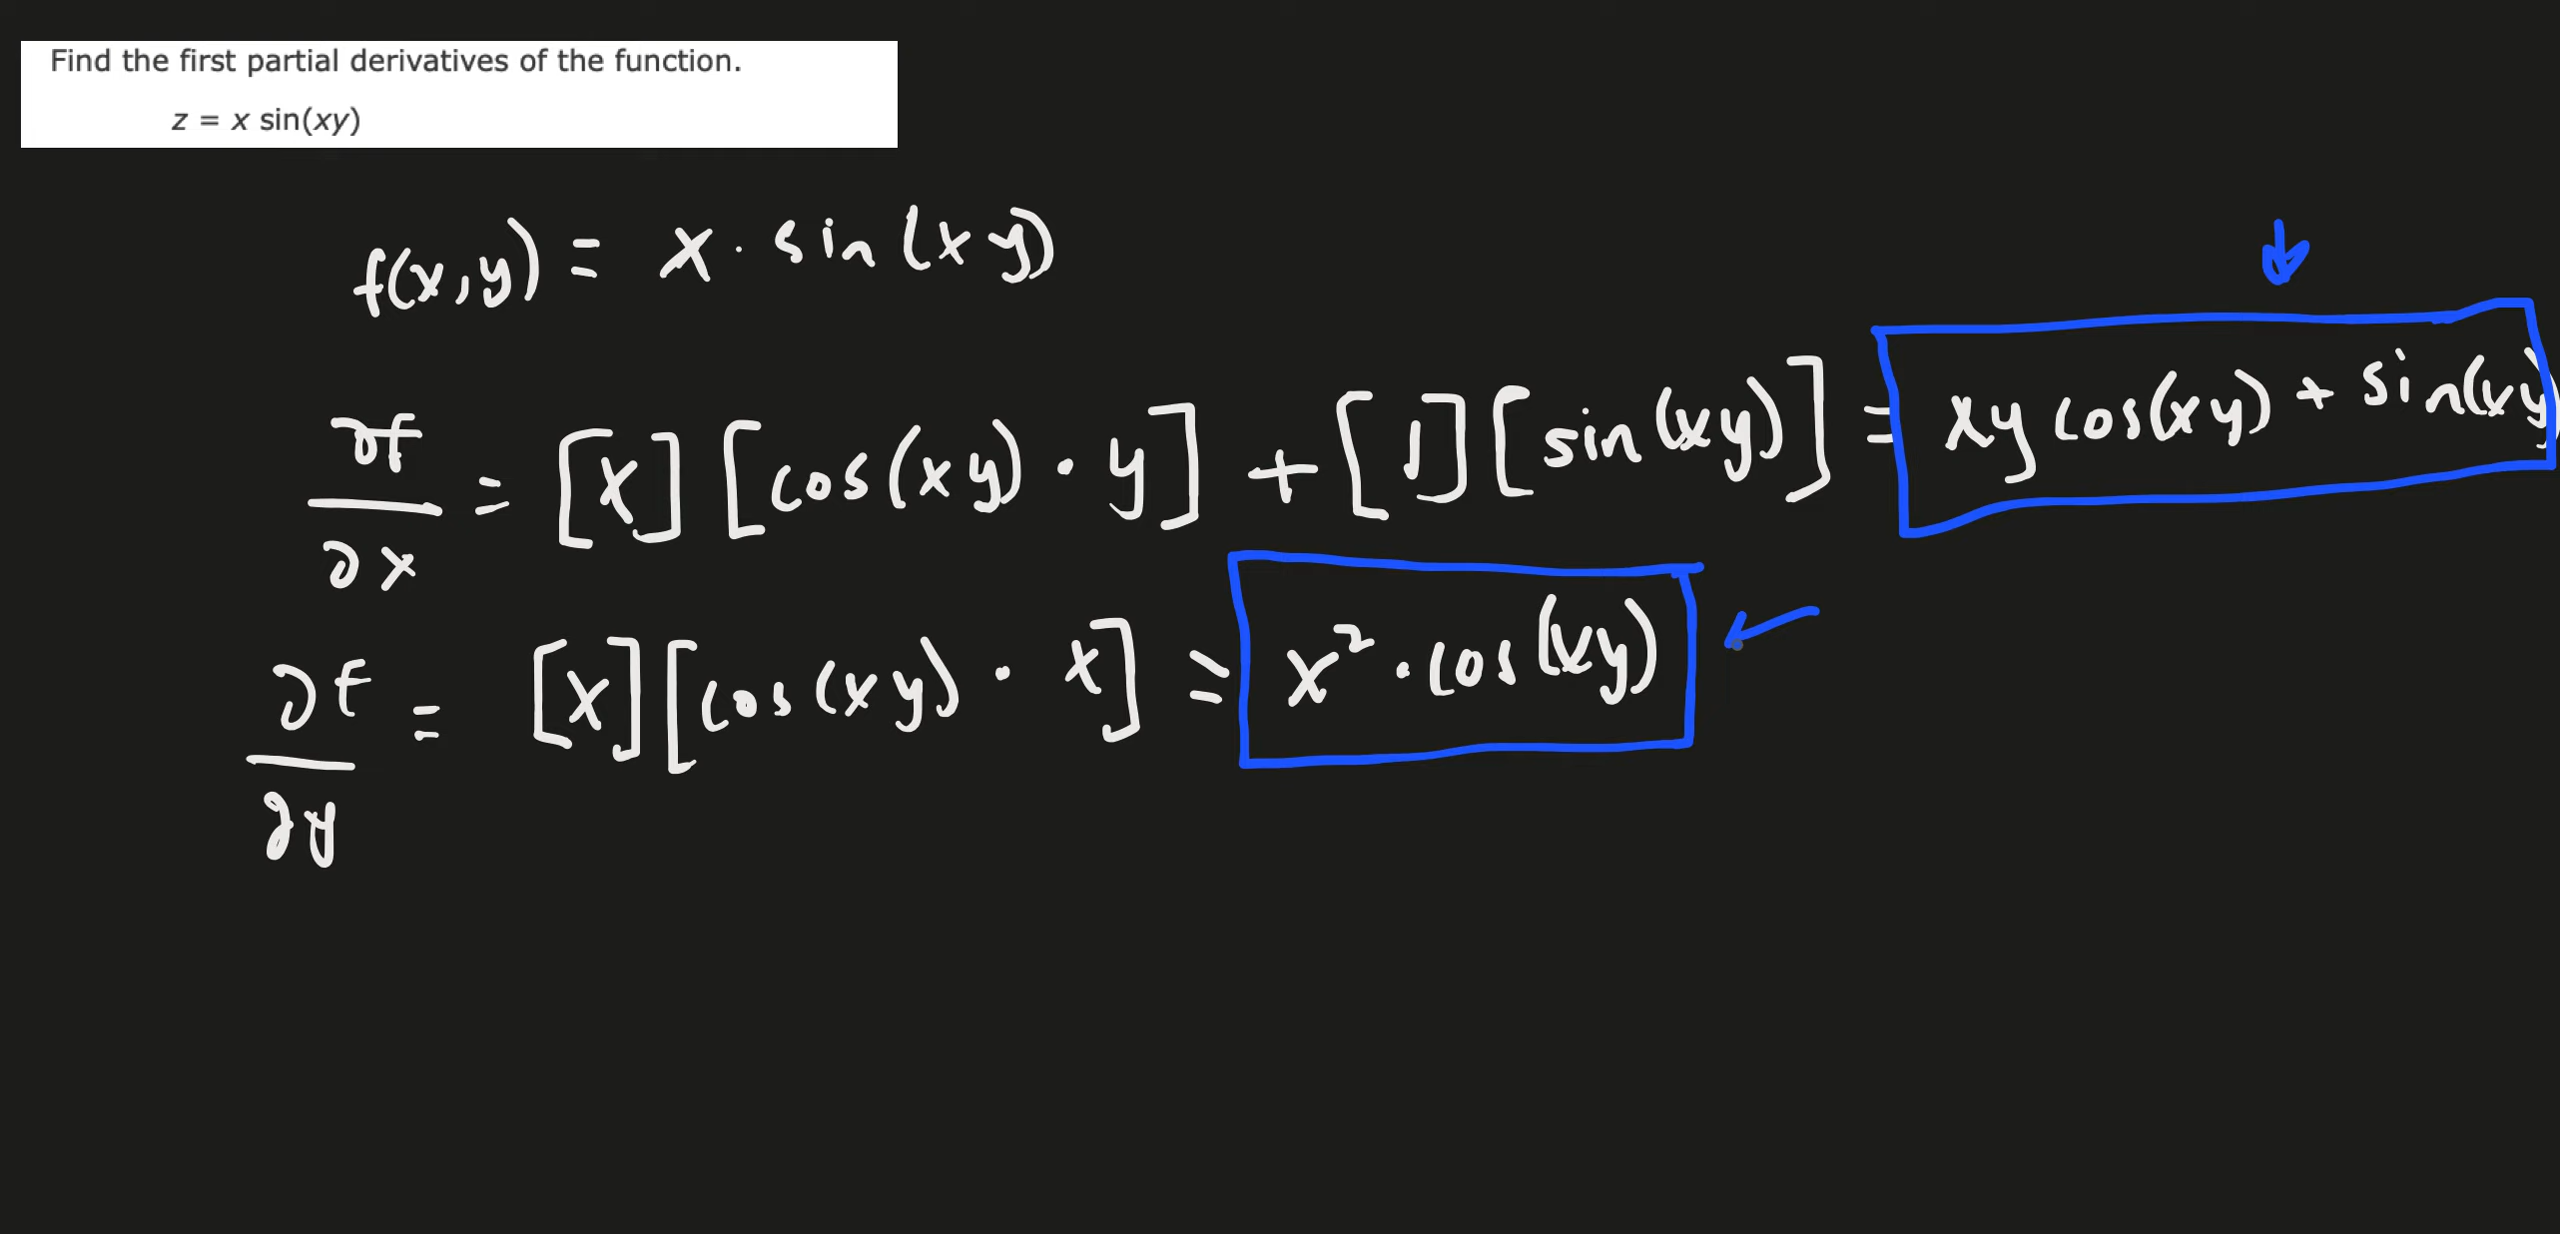 Find the first partial derivatives of the function.
z = x sin(xy)
f(x,y) = x · sin(xy)
∂f/∂x = [x][cos(xy) · y] + [1][sin(xy)] = xy cos(xy) + sin(xy)
∂f/∂y = [x][cos(xy) · x] = x² · cos(xy)